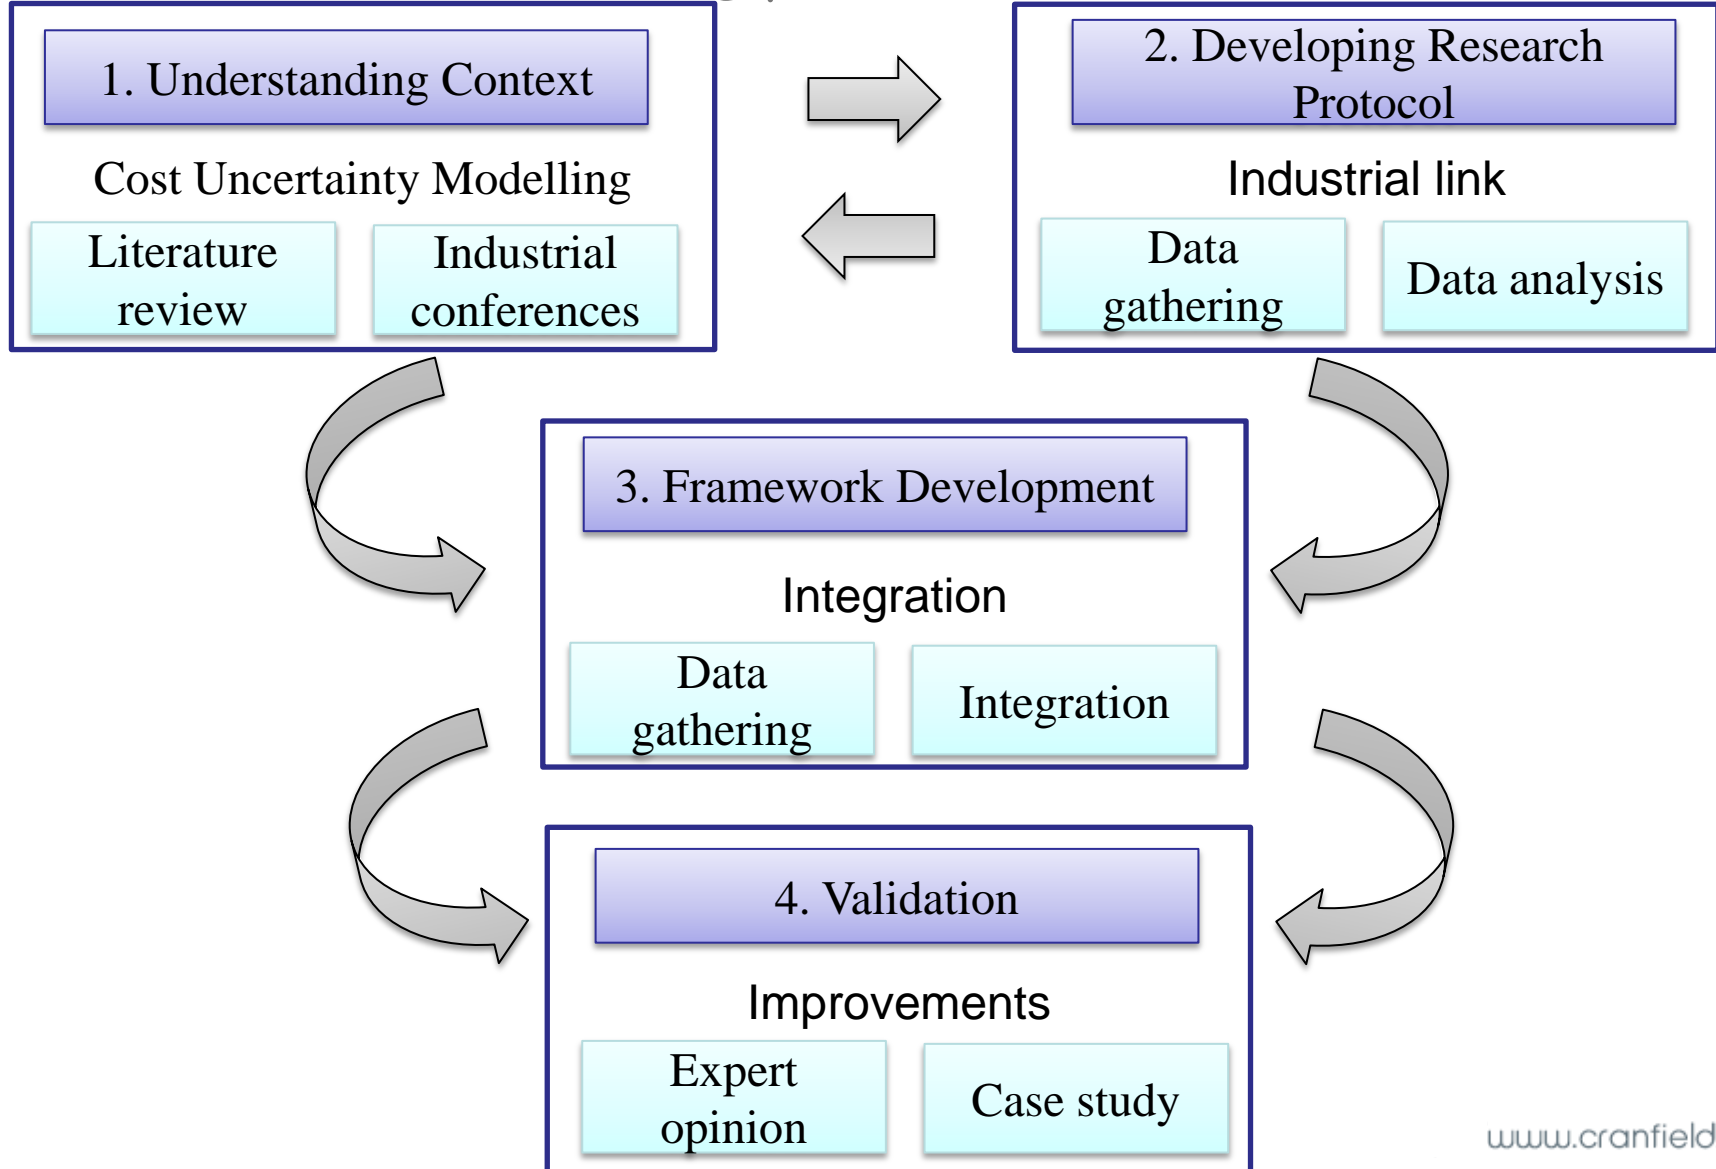 1. Understanding Context
Cost Uncertainty Modelling
Literature
review
Industrial
conferences
2. Developing Research
Protocol
Industrial link
Data
gathering
Data analysis
3. Framework Development
Integration
Data
gathering
Integration
4. Validation
Improvements
Expert
opinion
Case study
www.cranfield